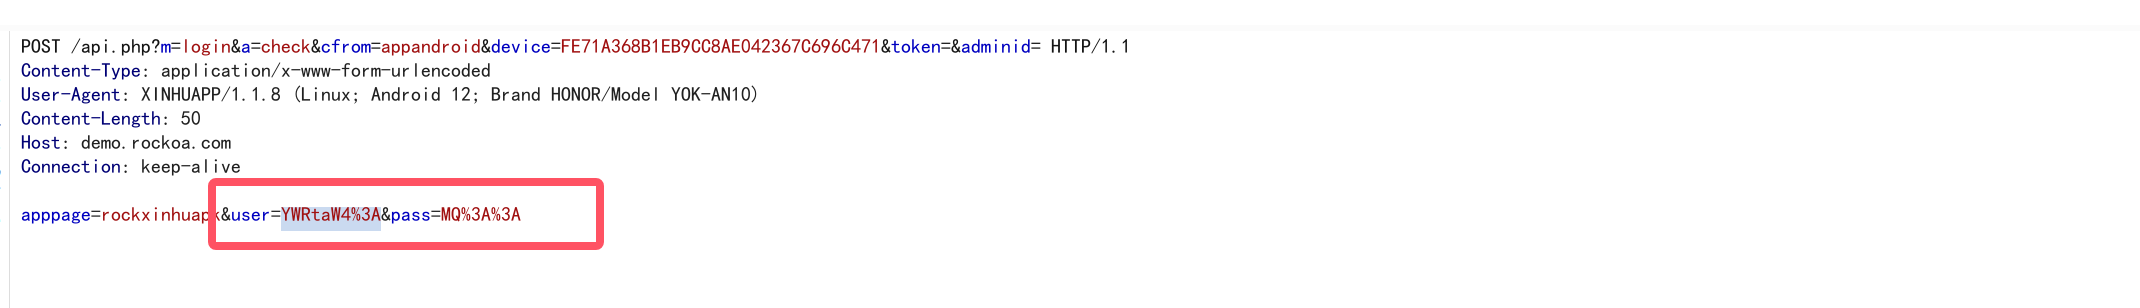 POST /api.php?m=login&a=check&cfrom=appandroid&device=FE71A368B1EB9CC8AE042367C696C471&token=&adminid= HTTP/1.1
Content-Type: application/x-www-form-urlencoded
User-Agent: XINHUAPP/1.1.8 (Linux; Android 12; Brand HONOR/Model YOK-AN10)
Content-Length: 50
Host: demo.rockoa.com
Connection: keep-alive
apppage=rockxinhuapk&user=YWRtaW4%3A&pass=MQ%3A%3A